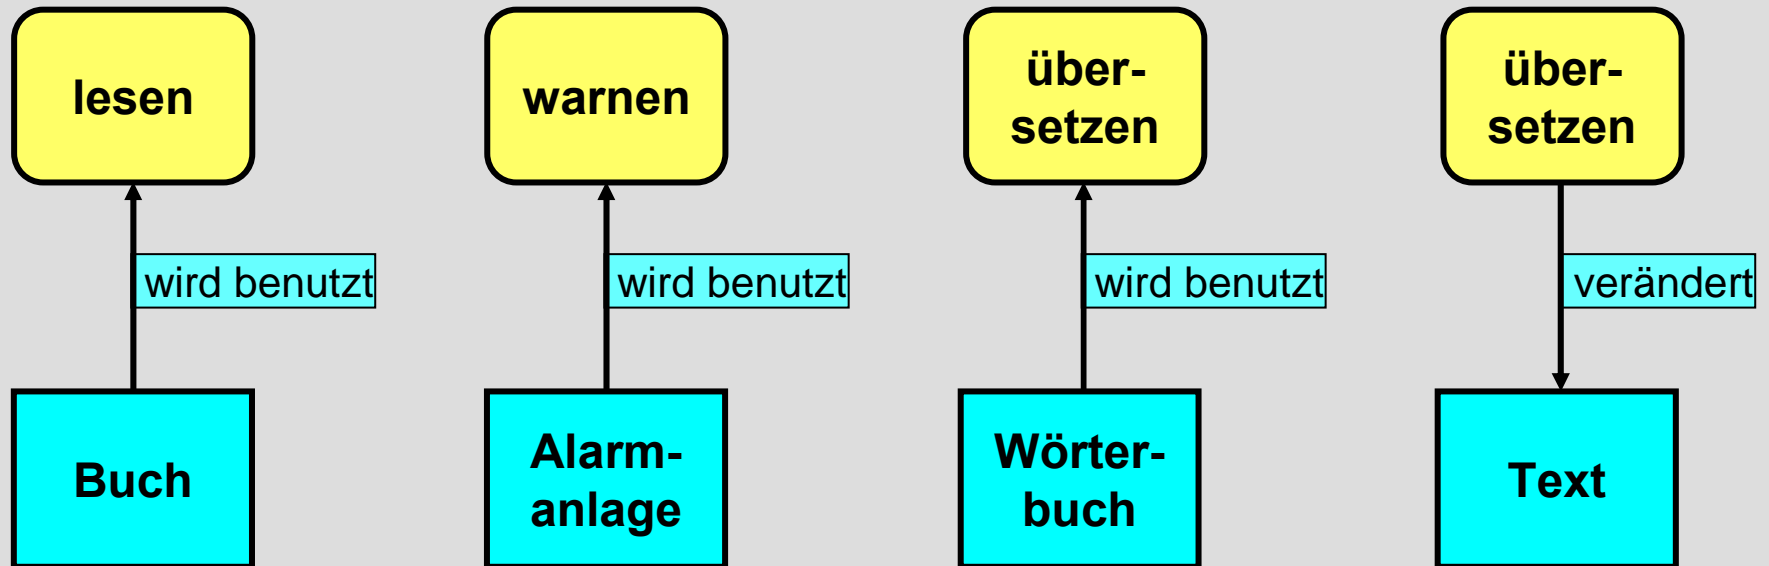 lesen
warnen
über-
setzen
über-
setzen
wird benutzt
wird benutzt
wird benutzt
verändert
Buch
Alarm-
anlage
Wörter-
buch
Text